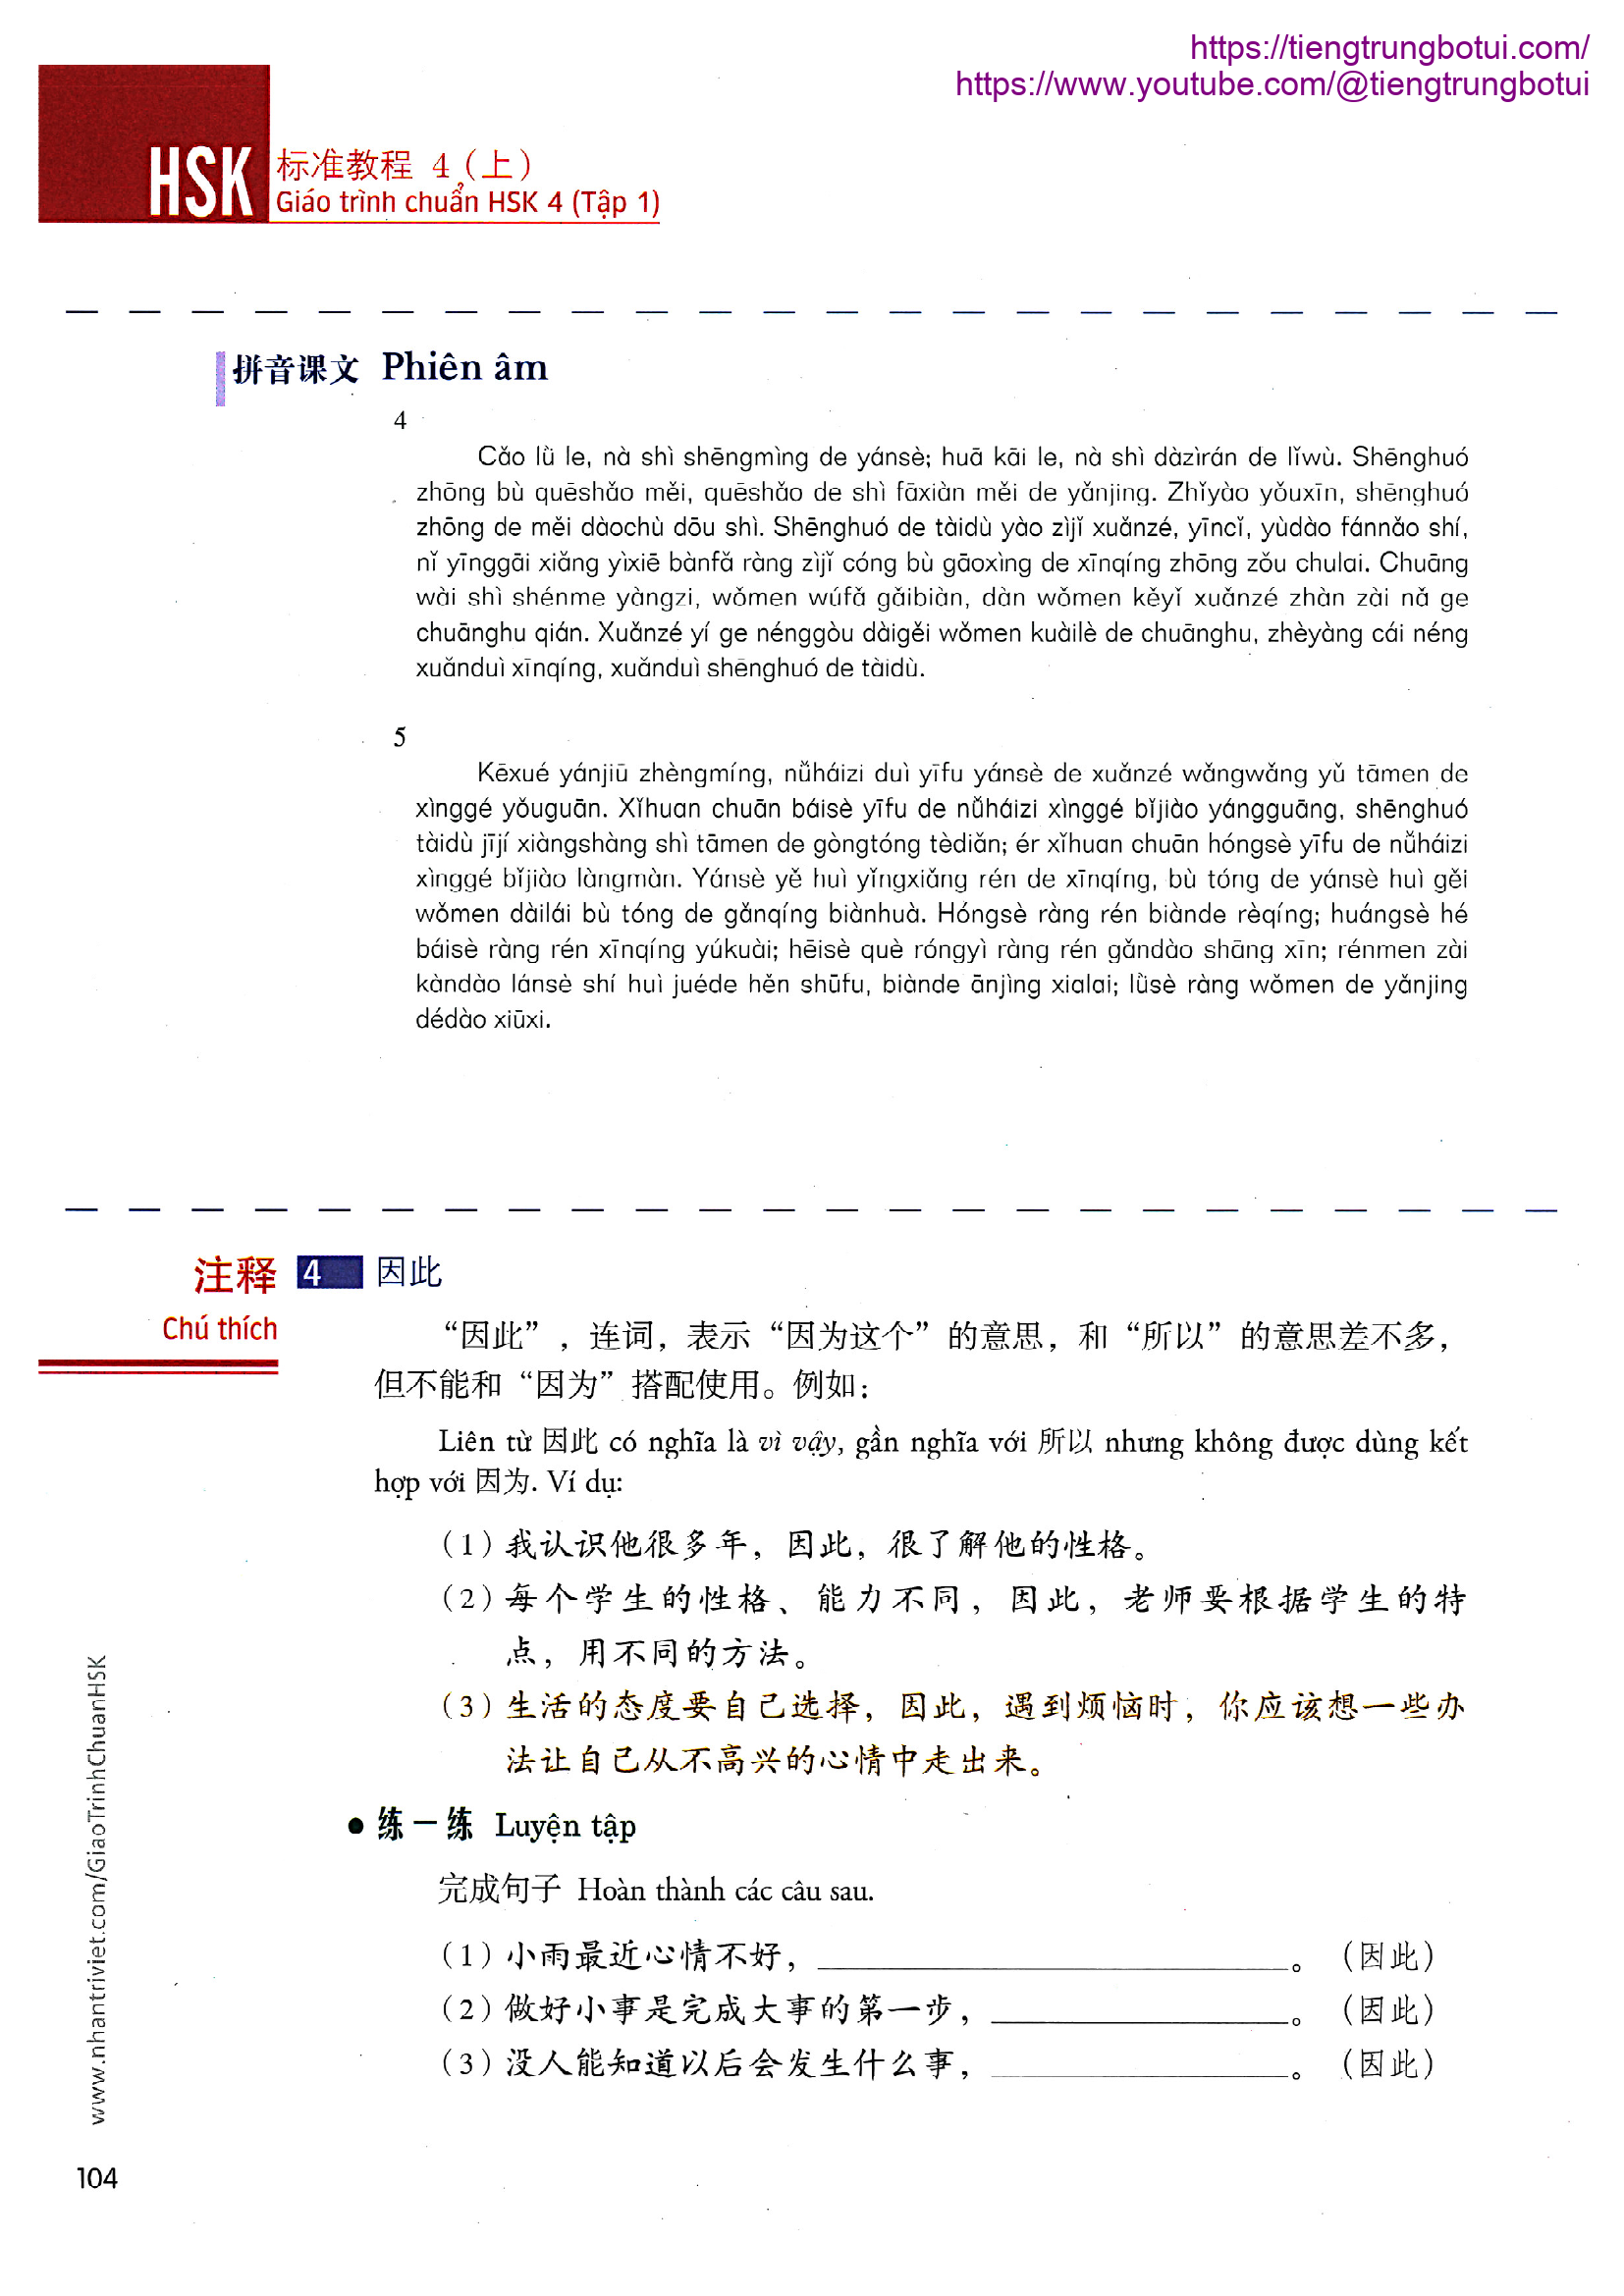 https://tiengtrungbotui.com/
https://www.youtube.com/@tiengtrungbotui
HSK 标准教程 4（上）
Giáo trình chuẩn HSK 4 (Tập 1)
拼音课文 Phiên âm
4
Cǎo lǜ le, nà shì shēngmìng de yánsè; huā kāi le, nà shì dàzìrán de lǐwù. Shēnghuó
zhōng bù quēshǎo měi, quēshǎo de shì fāxiàn měi de yǎnjing. Zhǐyào yǒuxīn, shēnghuó
zhōng de měi dàochù dōu shì. Shēnghuó de tàidù yào zìjǐ xuǎnzé, yīncǐ, yùdào fánnǎo shí,
nǐ yīnggāi xiǎng yìxiē bànfǎ ràng zìjǐ cóng bù gāoxìng de xīnqíng zhōng zǒu chulai. Chuāng
wài shì shénme yàngzi, wǒmen wúfǎ gǎibiàn, dàn wǒmen kěyǐ xuǎnzé zhàn zài nǎ ge
chuānghu qián. Xuǎnzé yí ge nénggòu dàigěi wǒmen kuàilè de chuānghu, zhèyàng cái néng
xuǎnduì xīnqíng, xuǎnduì shēnghuó de tàidù.
5
Kēxué yánjiū zhèngmíng, nǚháizi duì yīfu yánsè de xuǎnzé wǎngwǎng yǔ tāmen de
xìnggé yǒuguān. Xǐhuan chuān báisè yīfu de nǚháizi xìnggé bǐjiào yángguāng, shēnghuó
tàidù jījí xiàngshàng shì tāmen de gòngtóng tèdiǎn; ér xǐhuan chuān hóngsè yīfu de nǚháizi
xìnggé bǐjiào làngmàn. Yánsè yě huì yǐngxiǎng rén de xīnqíng, bù tóng de yánsè huì gěi
wǒmen dàilái bù tóng de gǎnqíng biànhuà. Hóngsè ràng rén biànde rèqíng; huángsè hé
báisè ràng rén xīnqíng yúkuài; hēisè què róngyì ràng rén gǎndào shāng xīn; rénmen zài
kàndào lánsè shí huì juéde hěn shūfu, biànde ānjìng xialai; lǜsè ràng wǒmen de yǎnjing
dédào xiūxi.
注释 4 因此
Chú thích
“因此”，连词，表示“因为这个”的意思，和“所以”的意思差不多，
但不能和“因为”搭配使用。例如：
Liên từ 因此 có nghĩa là vì vậy, gần nghĩa với 所以 nhưng không được dùng kết
hợp với 因为. Ví dụ:
（1）我认识他很多年，因此，很了解他的性格。
（2）每个学生的性格、能力不同，因此，老师要根据学生的特
点，用不同的方法。
（3）生活的态度要自己选择，因此，遇到烦恼时，你应该想一些办
法让自己从不高兴的心情中走出来。
● 练一练 Luyện tập
完成句子 Hoàn thành các câu sau.
（1）小雨最近心情不好，＿＿＿＿＿＿＿＿＿＿。（因此）
（2）做好小事是完成大事的第一步，＿＿＿＿＿＿。（因此）
（3）没人能知道以后会发生什么事，＿＿＿＿＿＿。（因此）
www.nhantriviet.com/GiaoTrinhChuanHSK
104